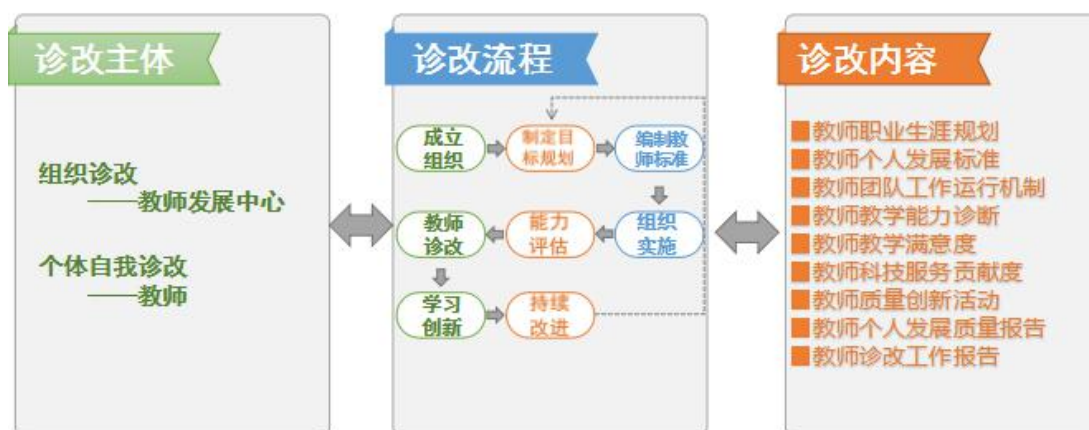 诊改主体
组织诊改
——教师发展中心
个体自我诊改
——教师
诊改流程
成立
组织
制定目
标规划
编制教
师标准
教师
诊改
能力
评估
组织
实施
学习
创新
持续
改进
诊改内容
■教师职业生涯规划
■教师个人发展标准
■教师团队工作运行机制
■教师教学能力诊断
■教师教学满意度
■教师科技服务贡献度
■教师质量创新活动
■教师个人发展质量报告
■教师诊改工作报告